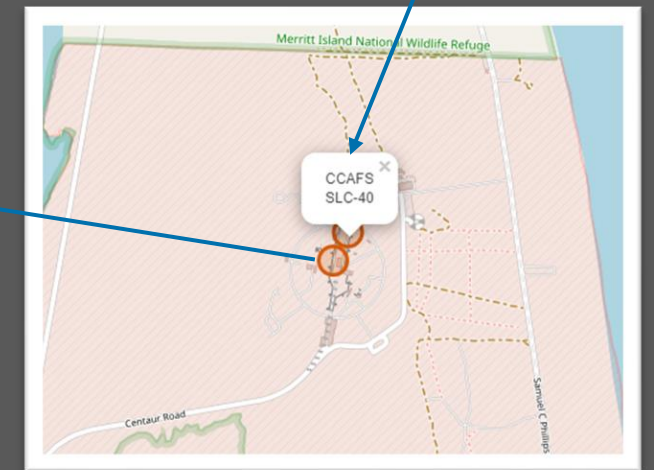 Merritt Island National Wildlife Refuge
CCAFS
SLC-40
Centaur Road
Samuel C Phillips